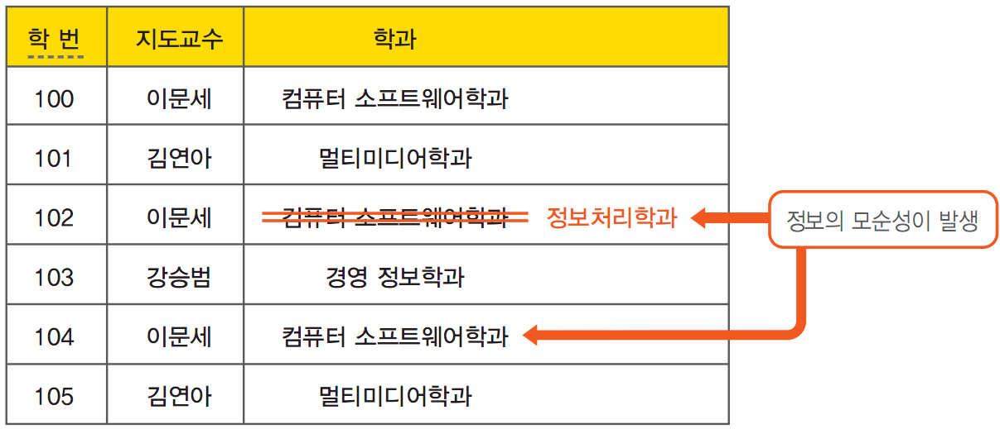 학 번 지도교수 학과
100 이문세 컴퓨터 소프트웨어학과
101 김연아 멀티미디어학과
102 이문세 컴퓨터 소프트웨어학과 정보처리학과
정보의 모순성이 발생
103 강승범 경영 정보학과
104 이문세 컴퓨터 소프트웨어학과
105 김연아 멀티미디어학과